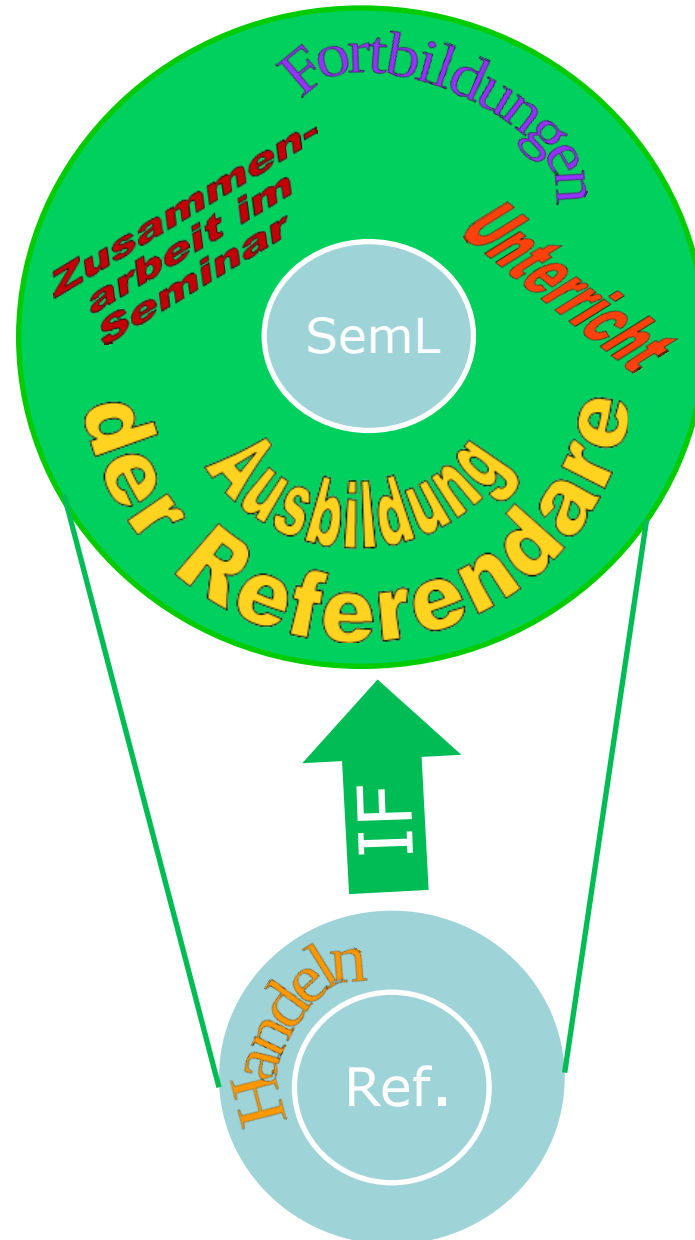 Fortbildungen
Zusammen-
arbeit im
Seminar
Unterricht
SemL
Ausbildung
der Referendare
IF
Handeln
Ref.